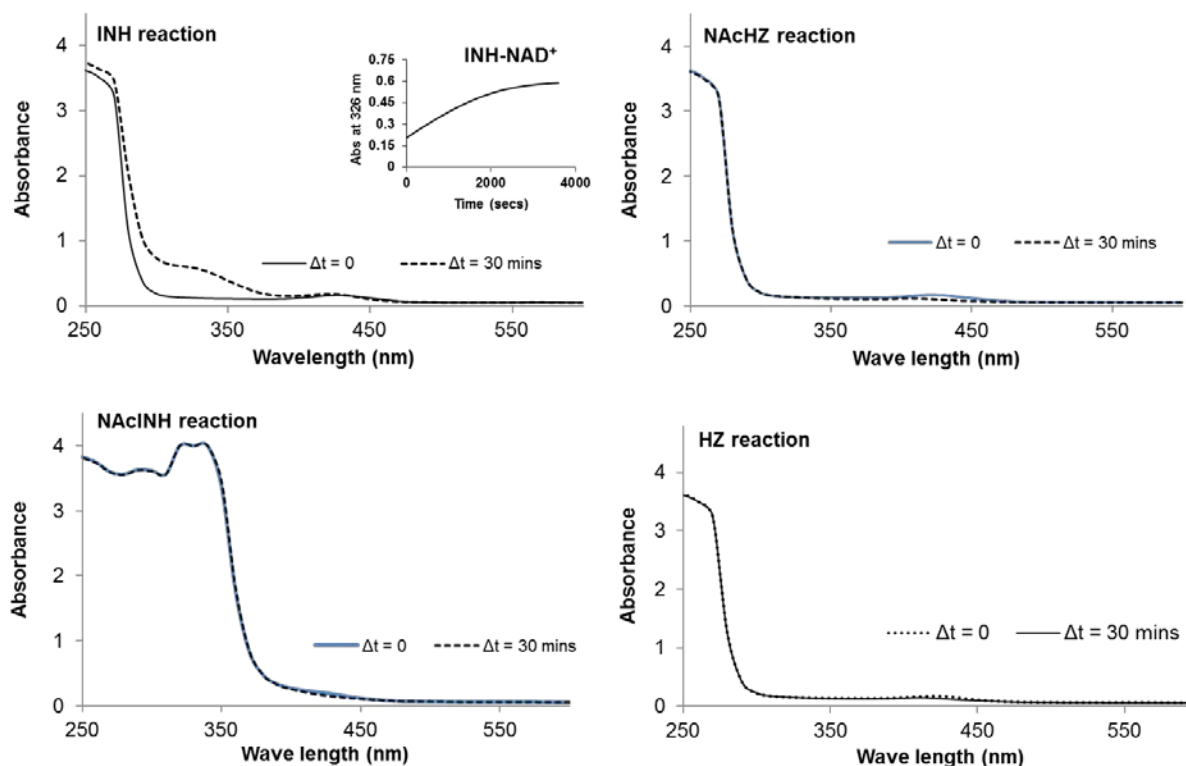 INH reaction
INH-NAD⁺
Abs at 326 nm
0.75
0.6
0.45
0.3
0.15
0
0 2000 4000
Time (secs)
Absorbance
4
3
2
1
0
Δt = 0 Δt = 30 mins
250 350 450 550
Wavelength (nm)
NAcHZ reaction
Absorbance
4
3
2
1
0
Δt = 0 Δt = 30 mins
250 350 450 550
Wave length (nm)
NAcINH reaction
Absorbance
4
3
2
1
0
Δt = 0 Δt = 30 mins
250 350 450 550
Wave length (nm)
HZ reaction
Absorbance
4
3
2
1
0
Δt = 0 Δt = 30 mins
250 350 450 550
Wave length (nm)